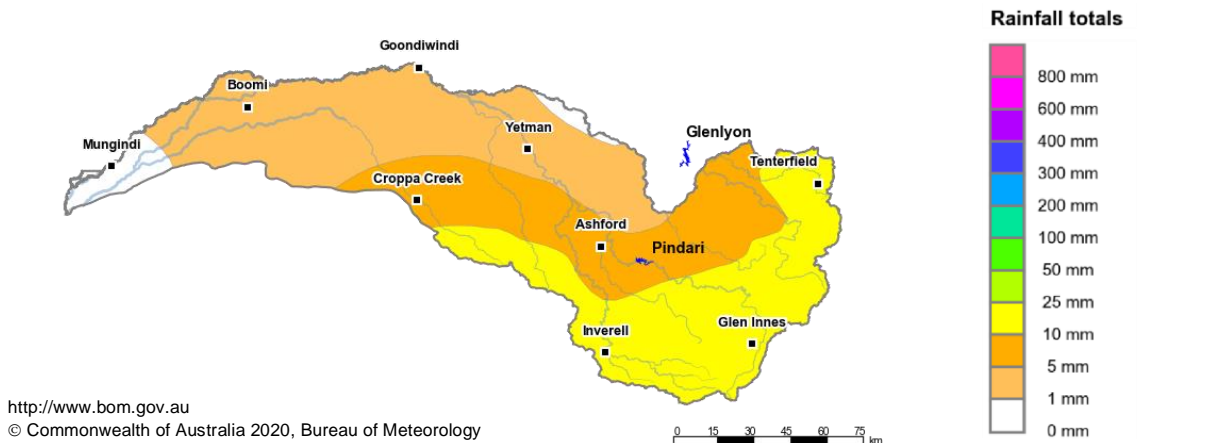 Goondiwindi
Boomi
Mungindi
Yetman
Glenlyon
Tenterfield
Croppa Creek
Ashford
Pindari
Inverell
Glen Innes
Rainfall totals
800 mm
600 mm
400 mm
300 mm
200 mm
100 mm
50 mm
25 mm
10 mm
5 mm
1 mm
0 mm
http://www.bom.gov.au
© Commonwealth of Australia 2020, Bureau of Meteorology
0 15 30 45 60 75
km